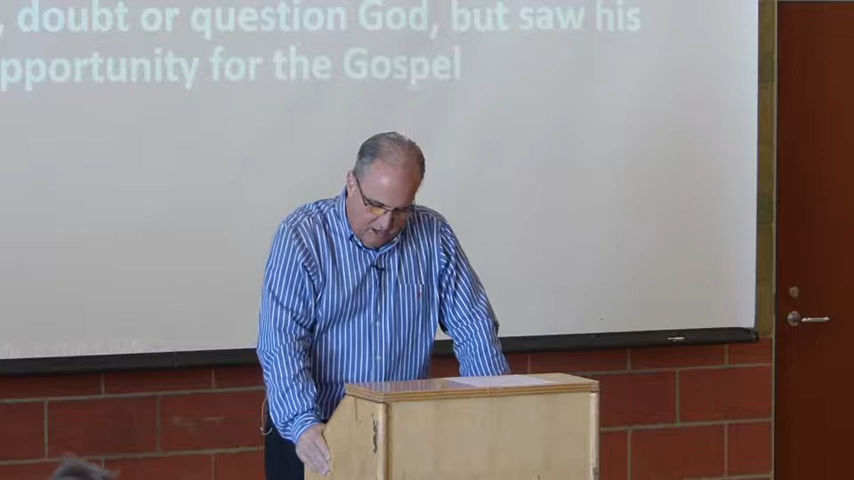 , doubt or question God, but saw his
pportunity for the Gospel